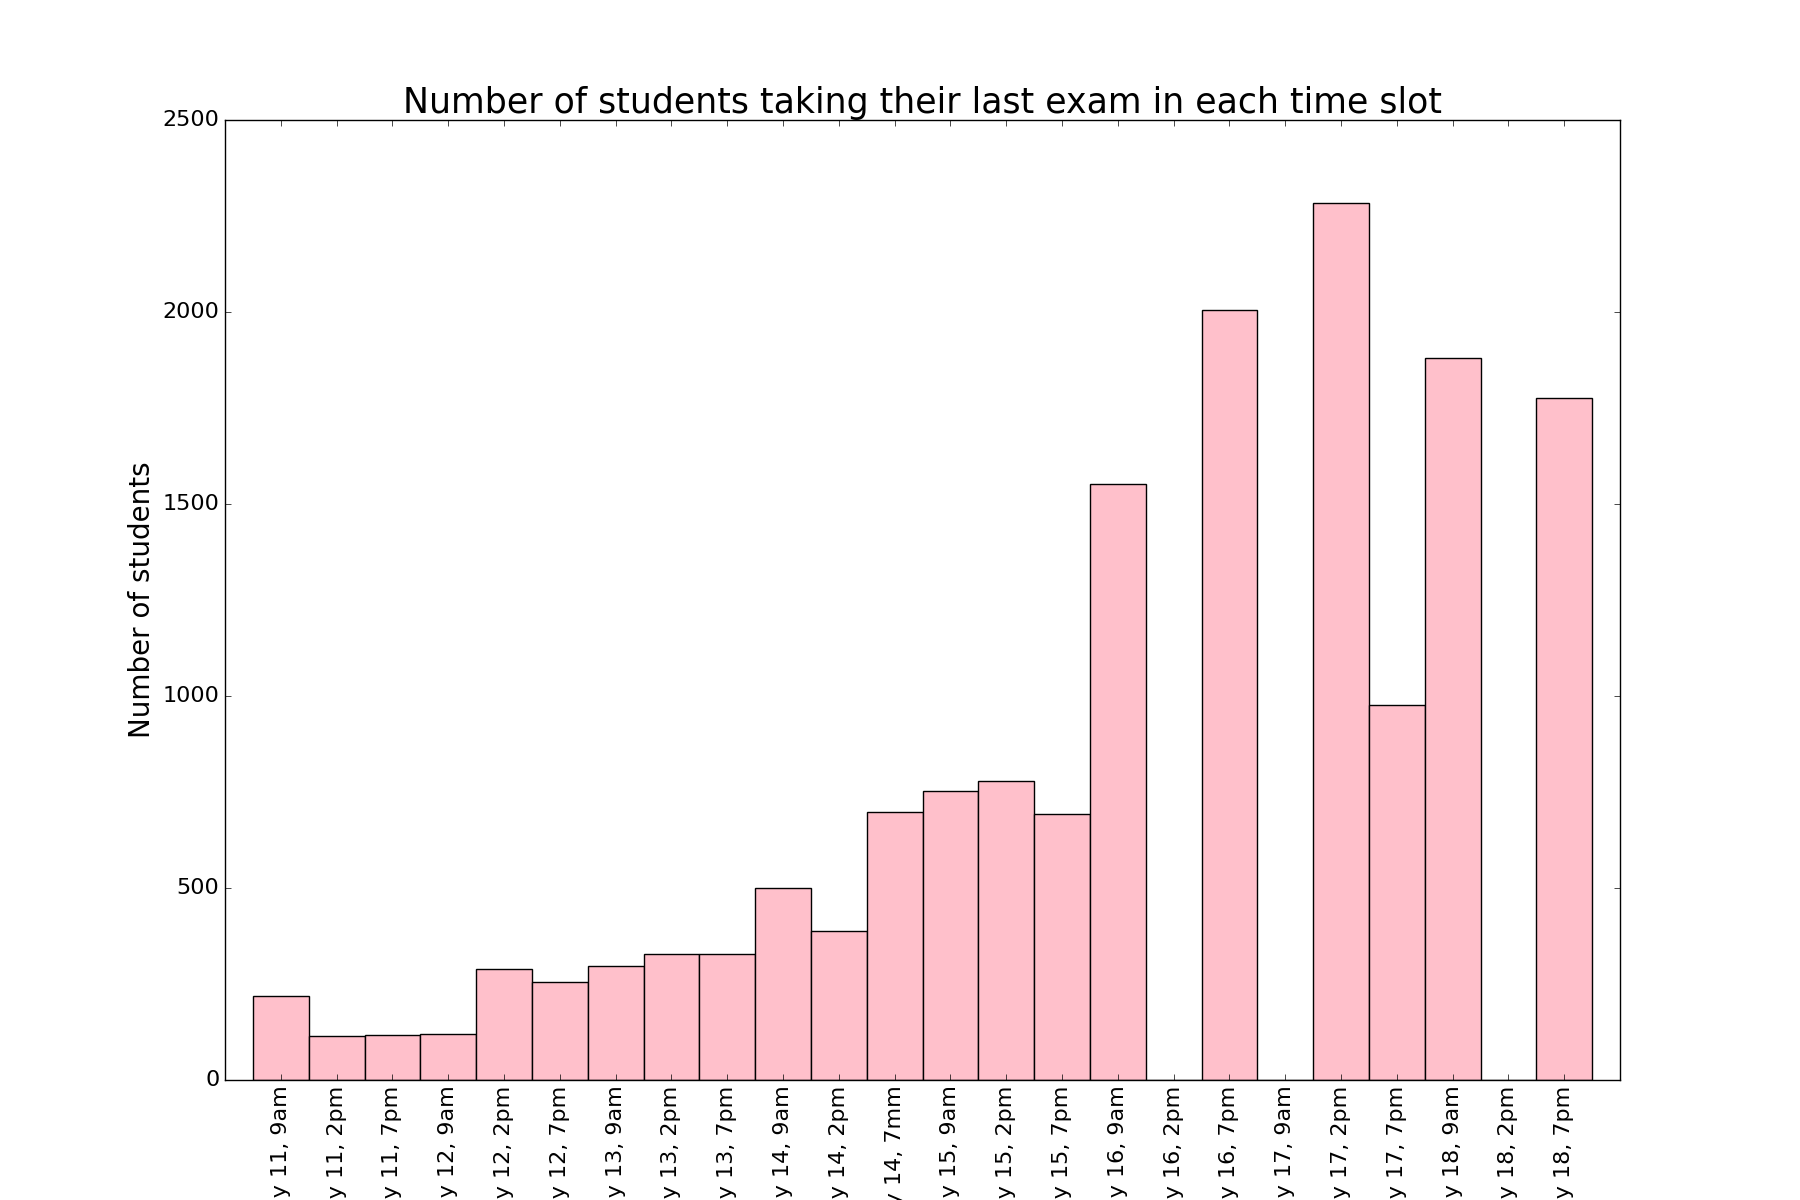 Number of students taking their last exam in each time slot
Number of students
2500
2000
1500
1000
500
0
y 11, 9am
y 11, 2pm
y 11, 7pm
y 12, 9am
y 12, 2pm
y 12, 7pm
y 13, 9am
y 13, 2pm
y 13, 7pm
y 14, 9am
y 14, 2pm
y 14, 7mm
y 15, 9am
y 15, 2pm
y 15, 7pm
y 16, 9am
y 16, 2pm
y 16, 7pm
y 17, 9am
y 17, 2pm
y 17, 7pm
y 18, 9am
y 18, 2pm
y 18, 7pm